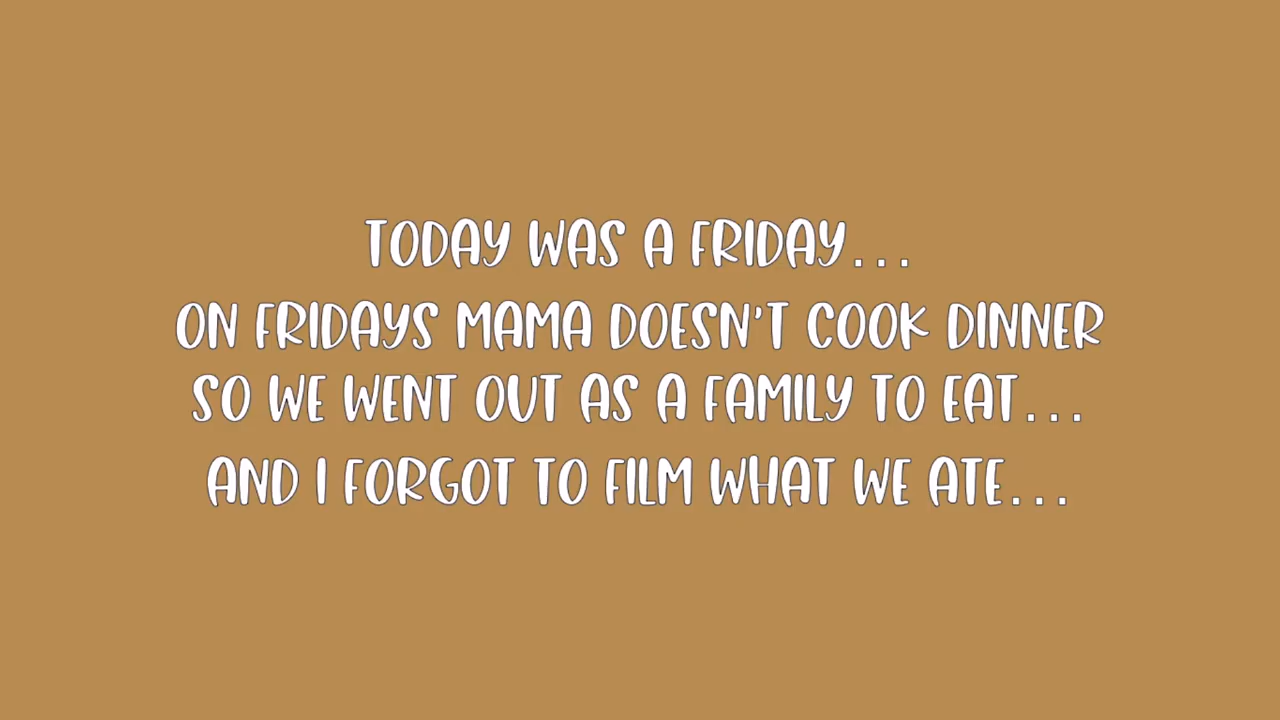 TODAY WAS A FRIDAY...
ON FRIDAYS MAMA DOESN'T COOK DINNER
SO WE WENT OUT AS A FAMILY TO EAT...
AND I FORGOT TO FILM WHAT WE ATE...